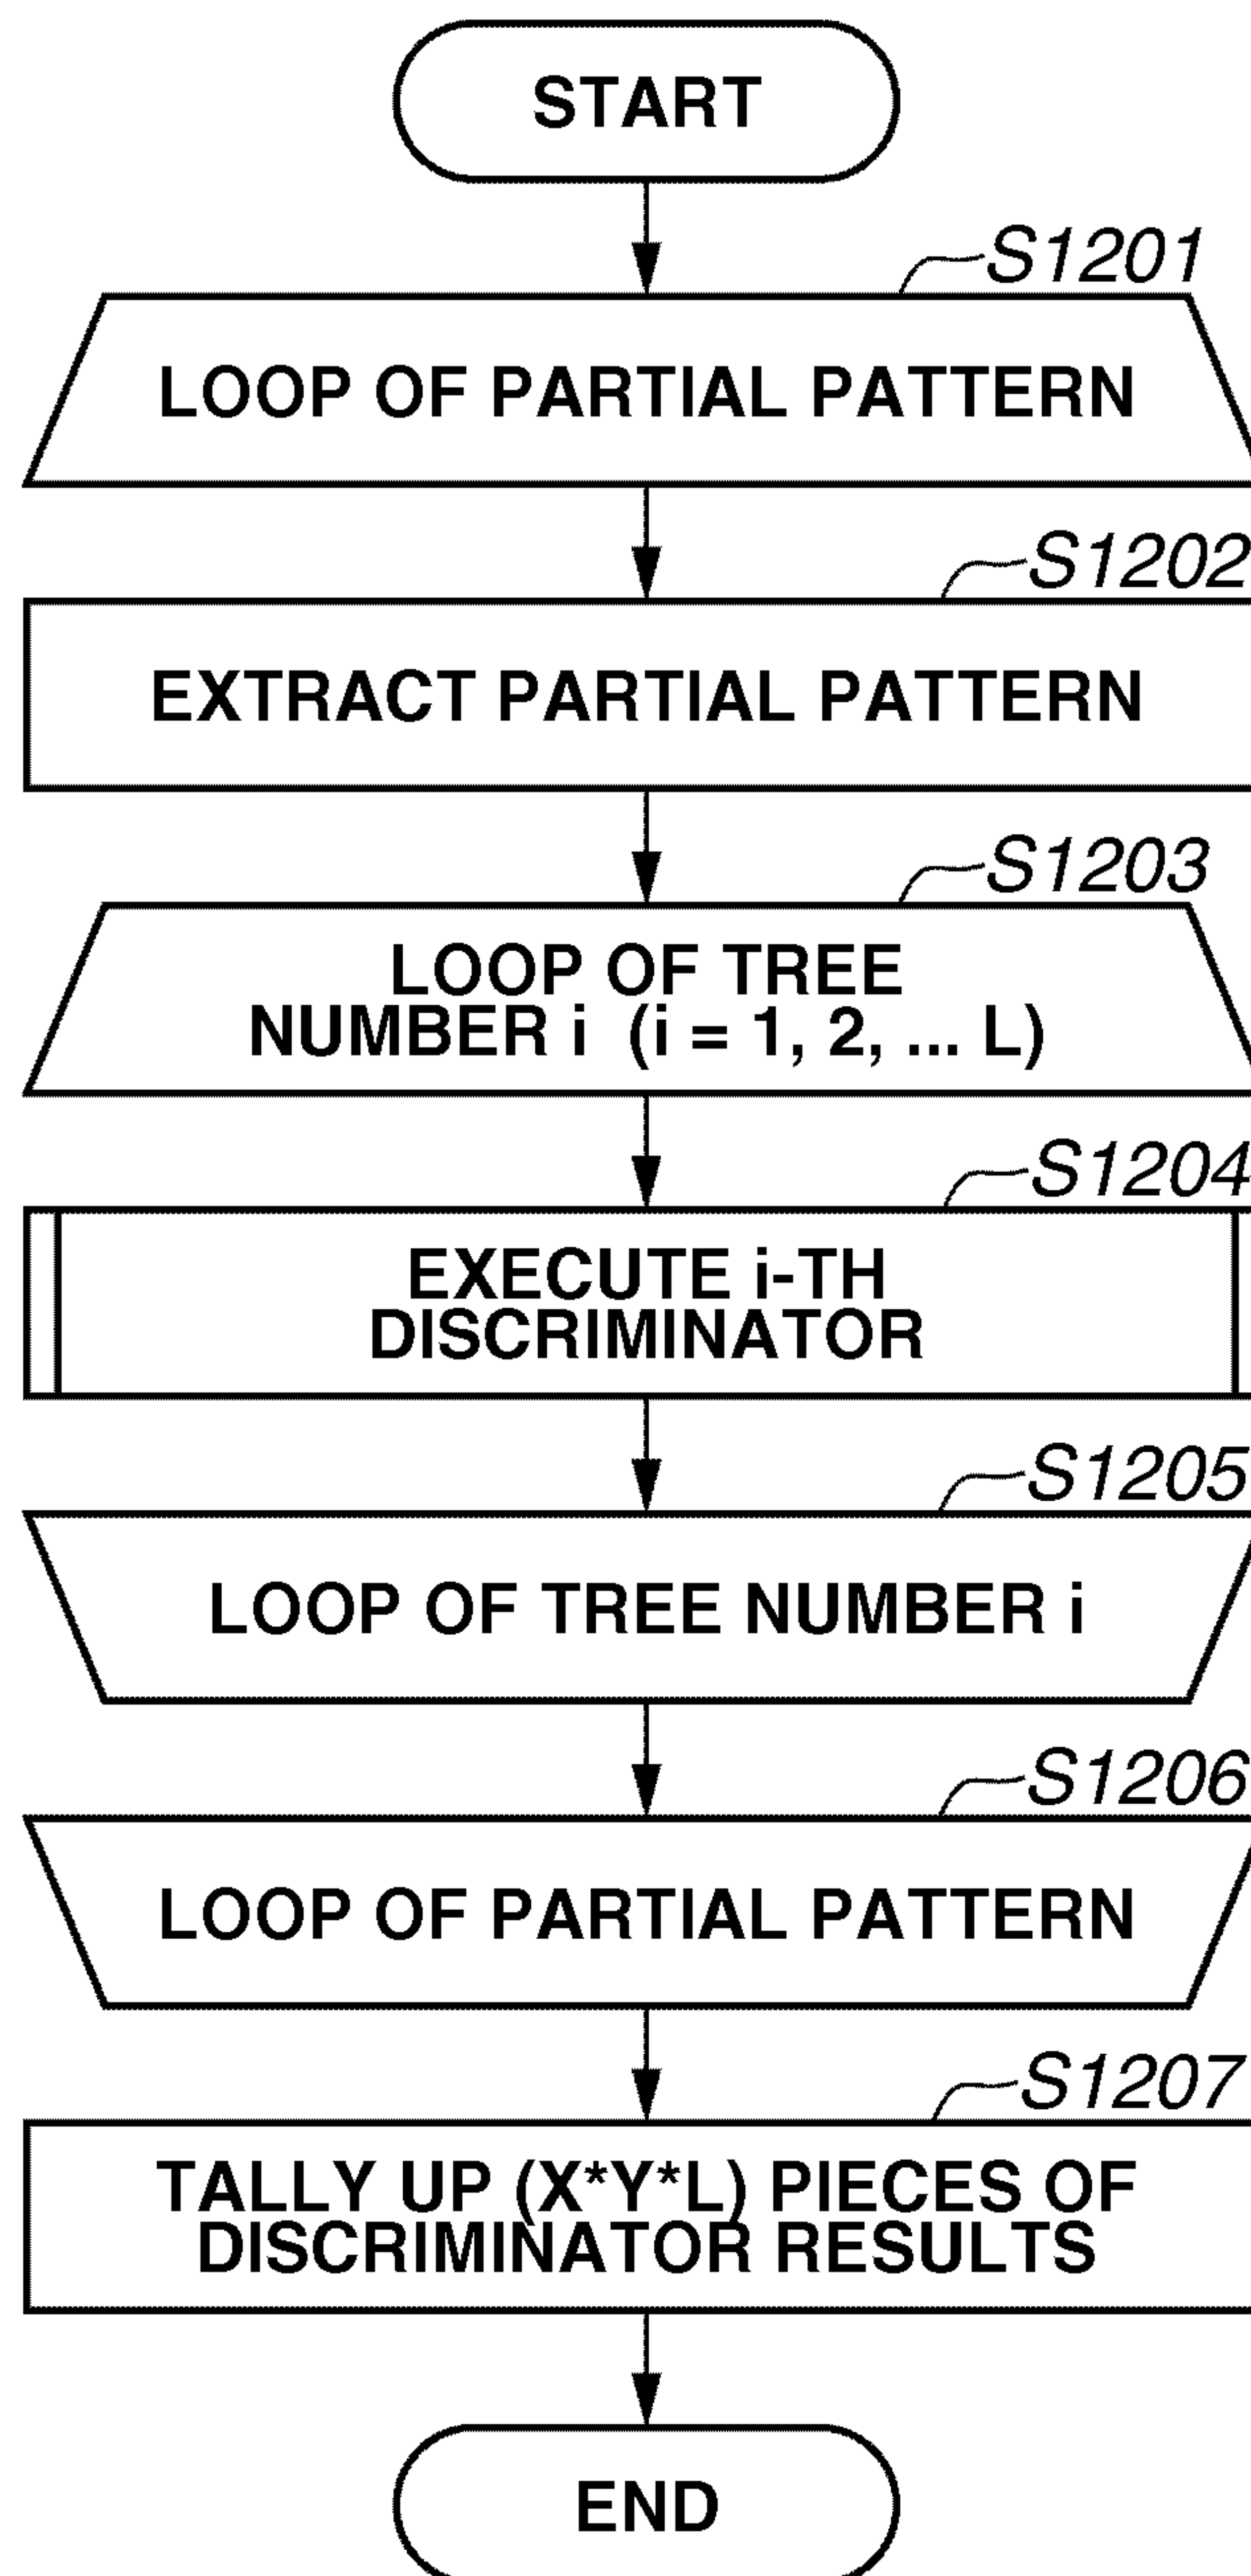 START
S1201
LOOP OF PARTIAL PATTERN
S1202
EXTRACT PARTIAL PATTERN
S1203
LOOP OF TREE
NUMBER i (i = 1, 2, ... L)
S1204
EXECUTE i-TH
DISCRIMINATOR
S1205
LOOP OF TREE NUMBER i
S1206
LOOP OF PARTIAL PATTERN
S1207
TALLY UP (X*Y*L) PIECES OF
DISCRIMINATOR RESULTS
END